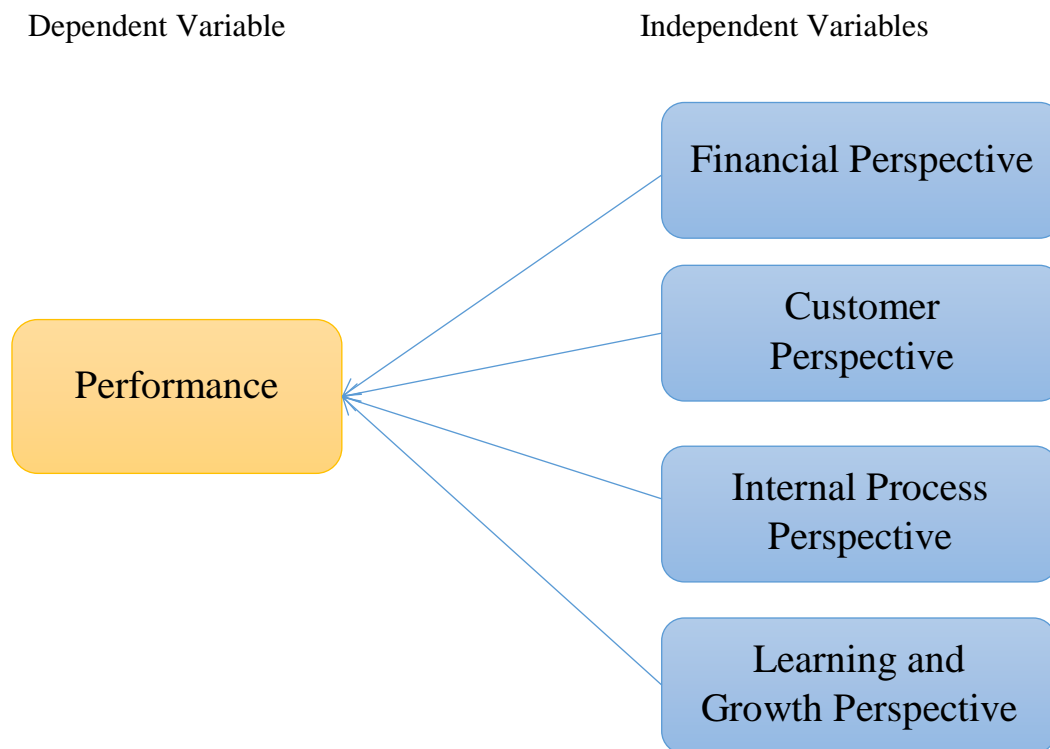 Dependent Variable
Independent Variables
Financial Perspective
Customer
Perspective
Performance
Internal Process
Perspective
Learning and
Growth Perspective